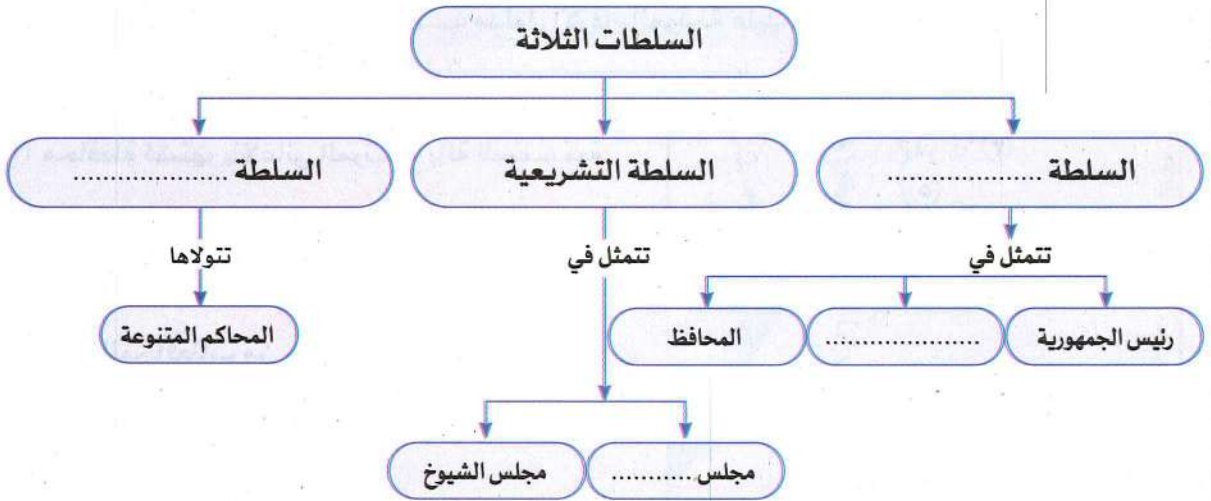 السلطات الثلاثة
السلطة ....................
السلطة التشريعية
السلطة ....................
تتمثل في
تتمثل في
تتولاها
رئيس الجمهورية
....................
المحافظ
المحاكم المتنوعة
مجلس ...........
مجلس الشيوخ